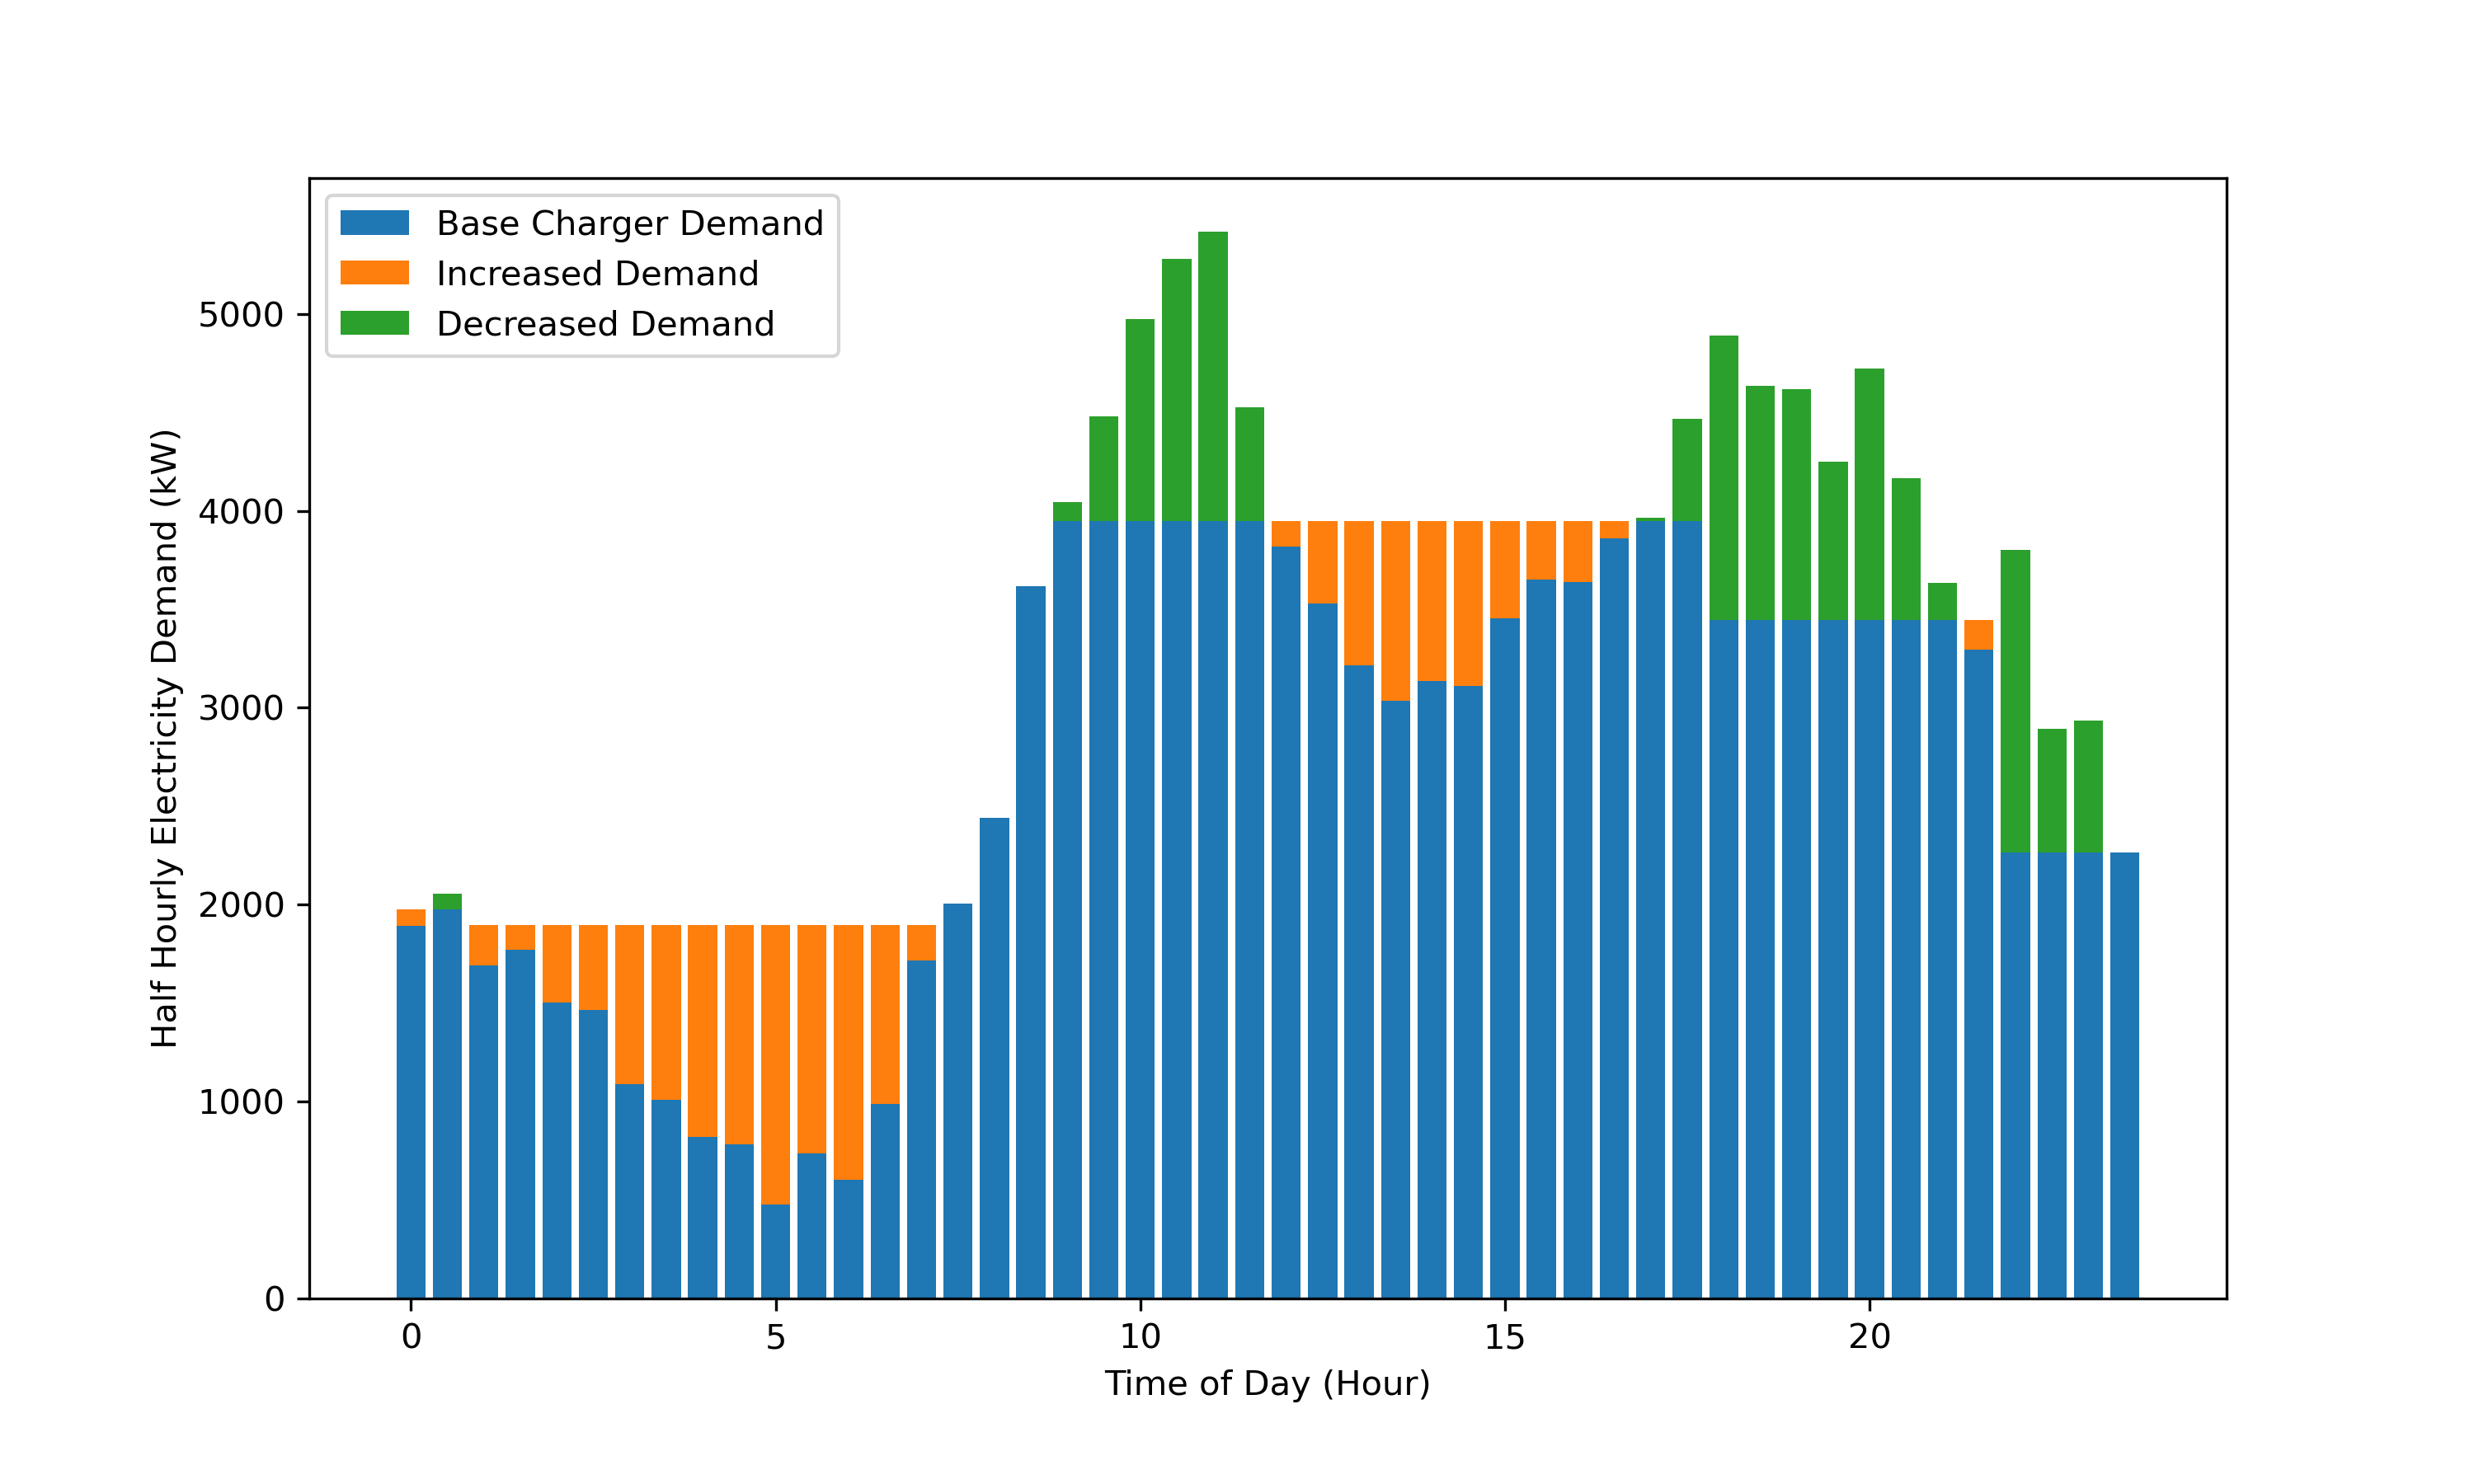 Base Charger Demand
Increased Demand
Decreased Demand
Half Hourly Electricity Demand (kW)
5000
4000
3000
2000
1000
0
0 5 10 15 20
Time of Day (Hour)